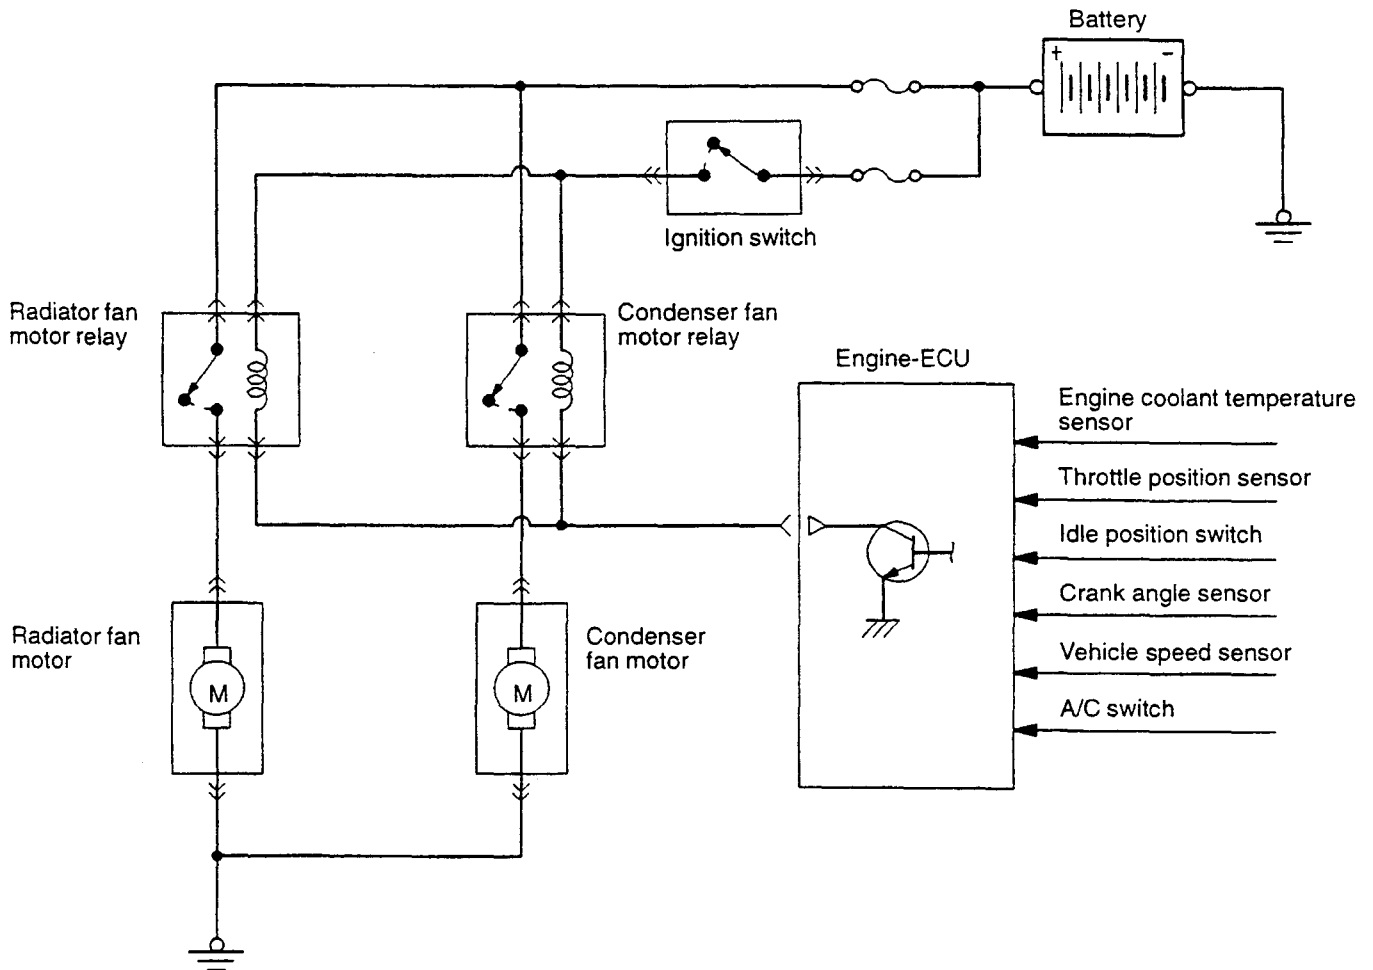 Battery
+ −
Ignition switch
Radiator fan
motor relay
Condenser fan
motor relay
Engine-ECU
Engine coolant temperature
sensor
Throttle position sensor
Idle position switch
Crank angle sensor
Vehicle speed sensor
A/C switch
Radiator fan
motor
M
Condenser
fan motor
M